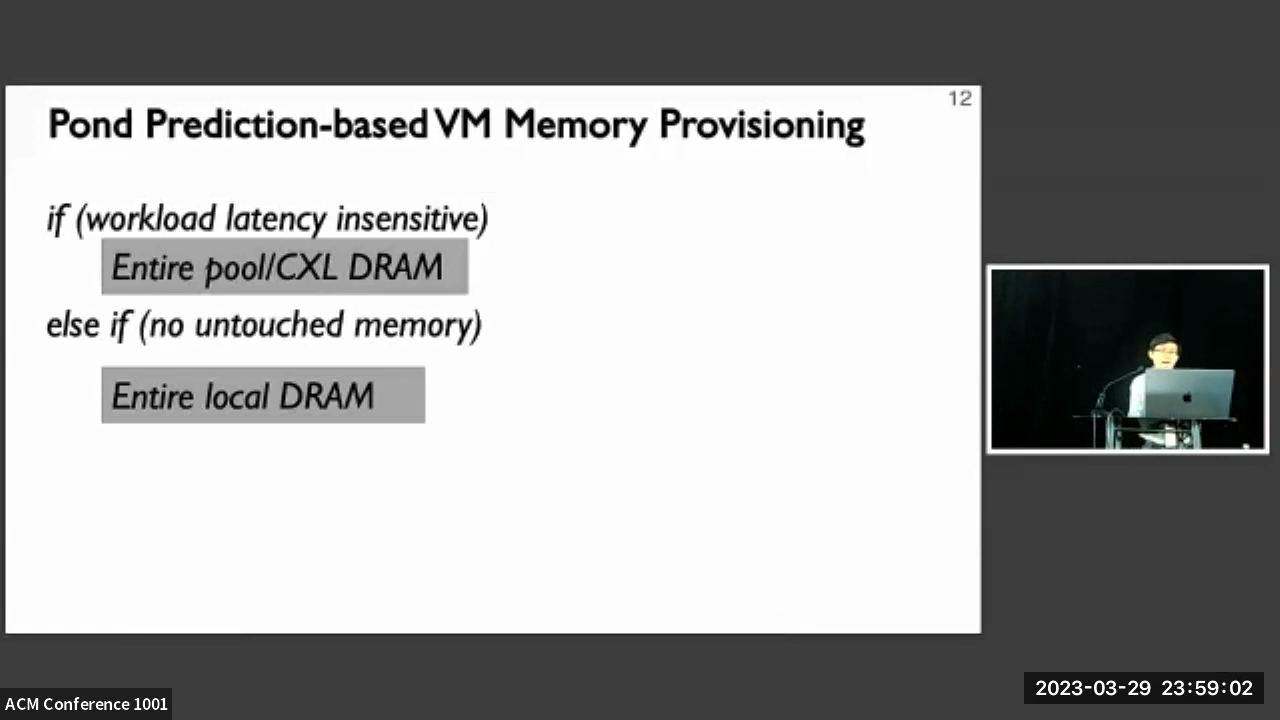 12
Pond Prediction-based VM Memory Provisioning
if (workload latency insensitive)
Entire pool/CXL DRAM
else if (no untouched memory)
Entire local DRAM
2023-03-29 23:59:02
ACM Conference 1001